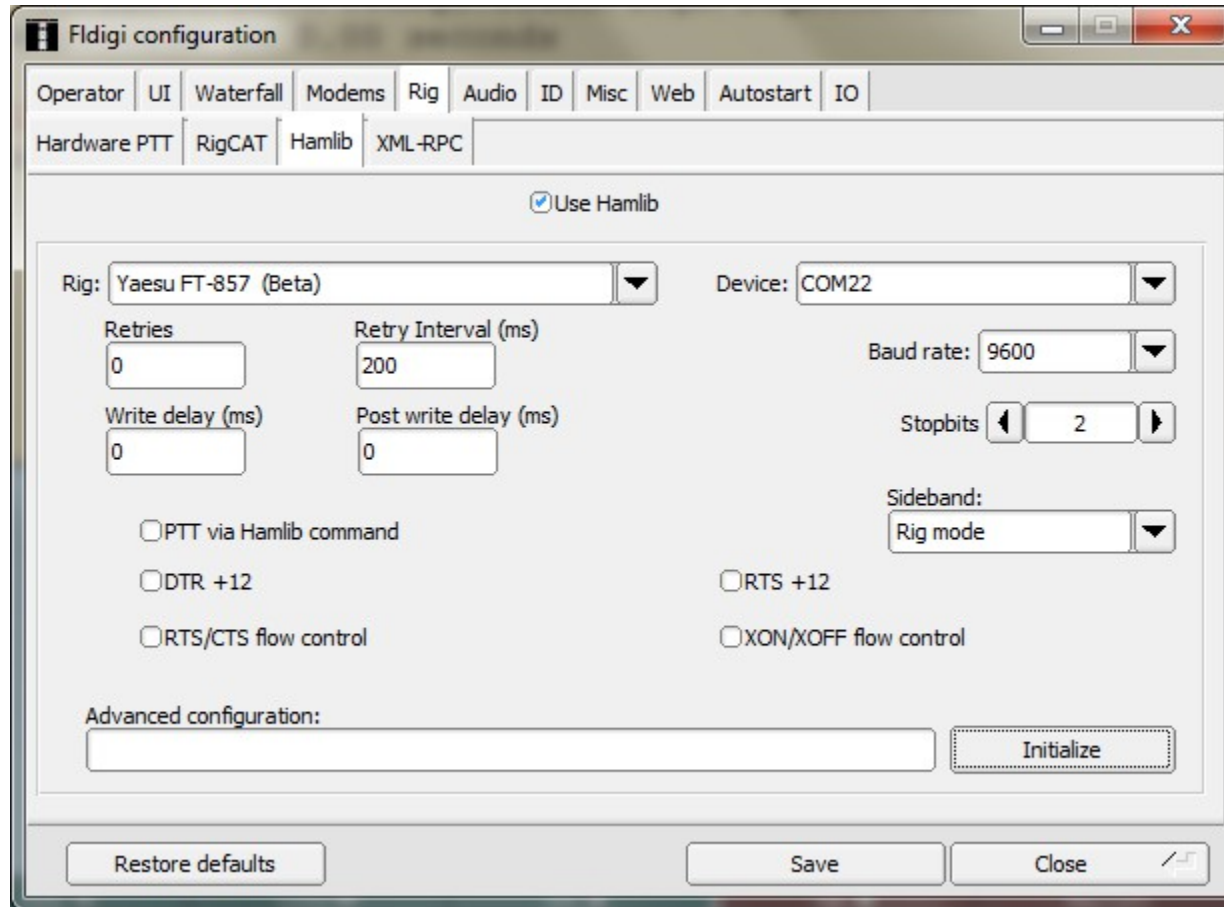 Fldigi configuration
Operator UI Waterfall Modems Rig Audio ID Misc Web Autostart IO
Hardware PTT RigCAT Hamlib XML-RPC
Use Hamlib
Rig: Yaesu FT-857 (Beta) Device: COM22
Retries Retry Interval (ms)
0 200 Baud rate: 9600
Write delay (ms) Post write delay (ms)
0 0 Stopbits 2
Sideband:
PTT via Hamlib command Rig mode
DTR +12 RTS +12
RTS/CTS flow control XON/XOFF flow control
Advanced configuration:
Initialize
Restore defaults Save Close